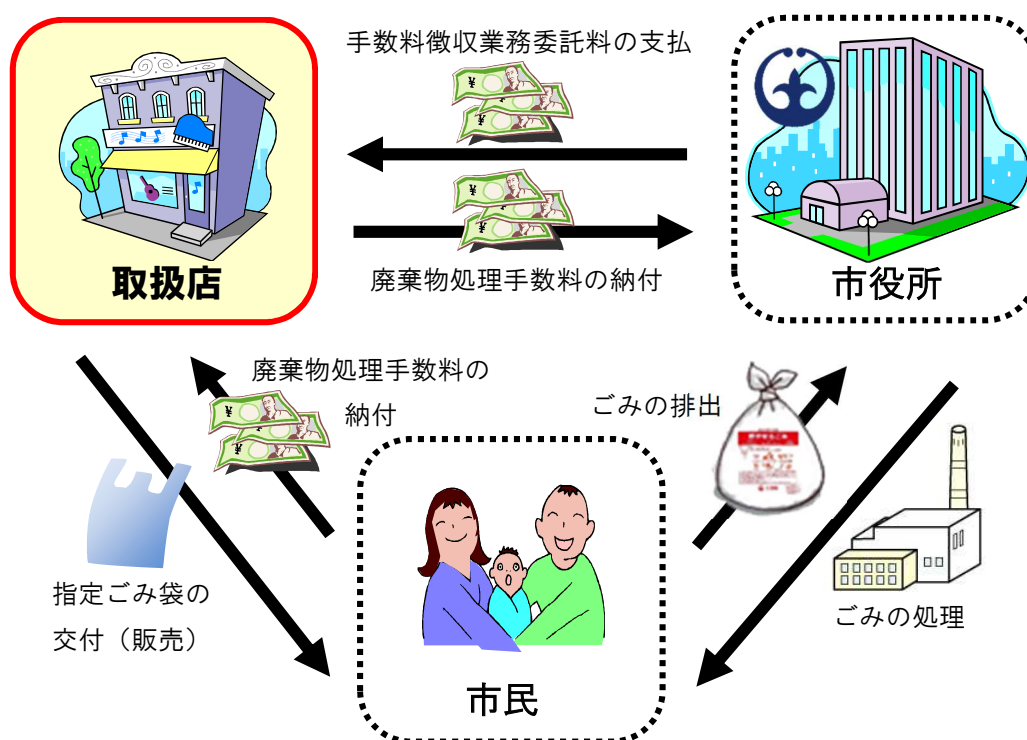 手数料徴収業務委託料の支払
廃棄物処理手数料の納付
取扱店
市役所
廃棄物処理手数料の
納付
ごみの排出
指定ごみ袋の
交付（販売）
ごみの処理
市民